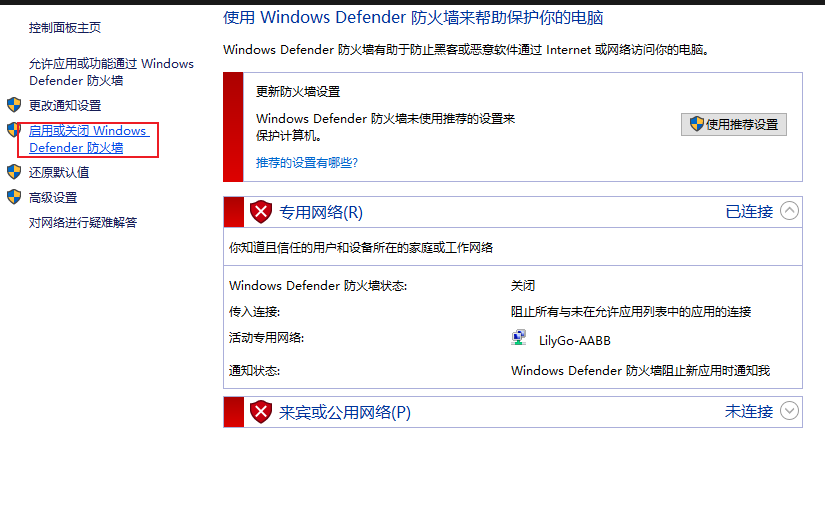 使用 Windows Defender 防火墙来帮助保护你的电脑
控制面板主页
Windows Defender 防火墙有助于防止黑客或恶意软件通过 Internet 或网络访问你的电脑。
允许应用或功能通过 Windows
Defender 防火墙
更改通知设置
启用或关闭 Windows
Defender 防火墙
还原默认值
高级设置
对网络进行疑难解答
更新防火墙设置
Windows Defender 防火墙未使用推荐的设置来
保护计算机。
使用推荐设置
推荐的设置有哪些?
专用网络(R) 已连接
你知道且信任的用户和设备所在的家庭或工作网络
Windows Defender 防火墙状态: 关闭
传入连接: 阻止所有与未在允许应用列表中的应用的连接
活动专用网络: LilyGo-AABB
通知状态: Windows Defender 防火墙阻止新应用时通知我
来宾或公用网络(P) 未连接